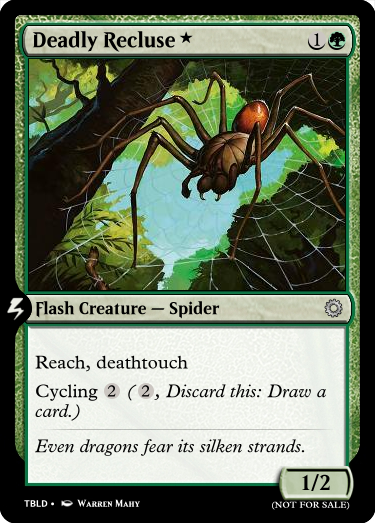 Deadly Recluse★ 1
Flash Creature — Spider
Reach, deathtouch
Cycling 2 (2, Discard this: Draw a
card.)
Even dragons fear its silken strands.
1/2
TBLD • Warren Mahy
(NOT FOR SALE)